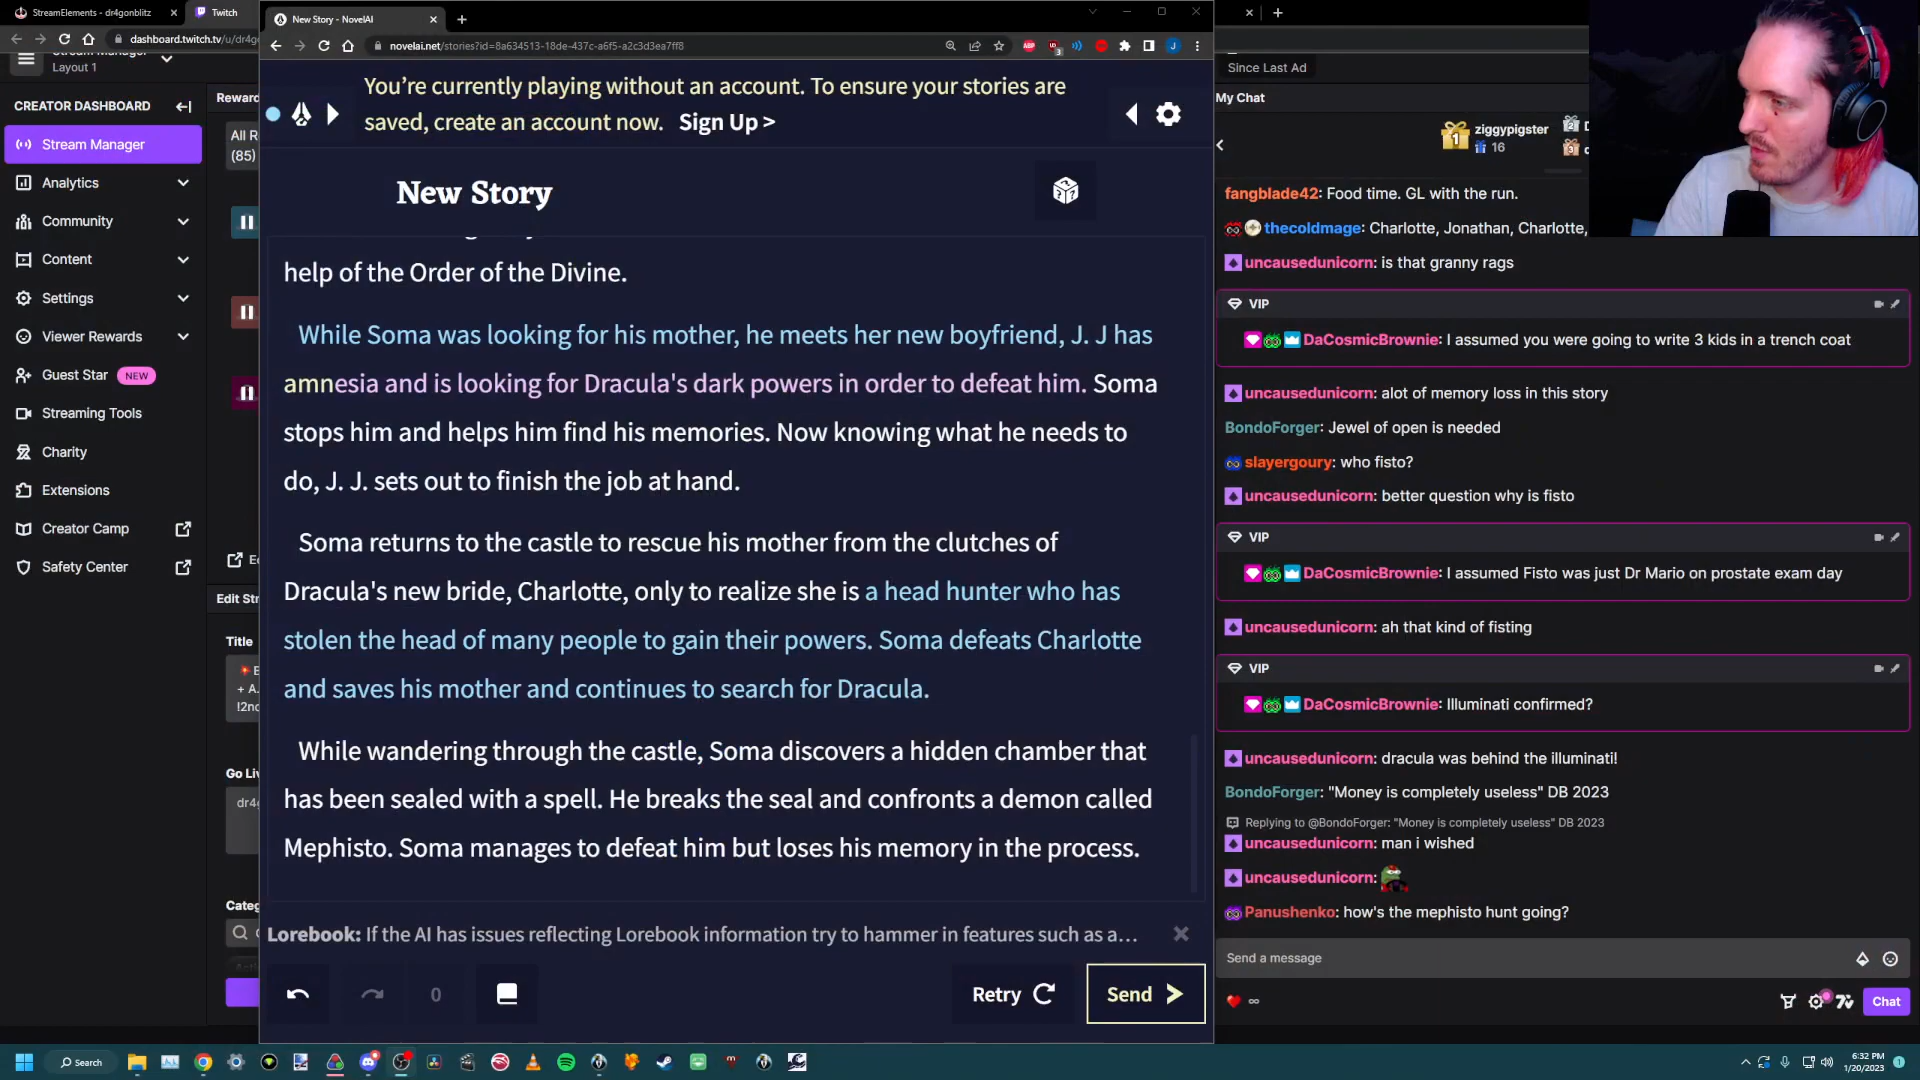 StreamElements - dr4gonblitz
Twitch
New Story - NovelAI
dashboard.twitch.tv/u/dr4g
novelai.net/stories?id=8a634513-18de-437c-a6f5-a2c3d3ea7ff8
Stream Manager
Layout 1
CREATOR DASHBOARD
Stream Manager
Analytics
Community
Content
Settings
Viewer Rewards
Guest Star NEW
Streaming Tools
Charity
Extensions
Creator Camp
Safety Center
Rewar
All R
(85)
Edit Str
Title
+ A.
!2nd
Go Liv
dr4g
Categ
You're currently playing without an account. To ensure your stories are
saved, create an account now. Sign Up >
New Story
help of the Order of the Divine.
While Soma was looking for his mother, he meets her new boyfriend, J. J has
amnesia and is looking for Dracula's dark powers in order to defeat him. Soma
stops him and helps him find his memories. Now knowing what he needs to
do, J. J. sets out to finish the job at hand.
Soma returns to the castle to rescue his mother from the clutches of
Dracula's new bride, Charlotte, only to realize she is a head hunter who has
stolen the head of many people to gain their powers. Soma defeats Charlotte
and saves his mother and continues to search for Dracula.
While wandering through the castle, Soma discovers a hidden chamber that
has been sealed with a spell. He breaks the seal and confronts a demon called
Mephisto. Soma manages to defeat him but loses his memory in the process.
Lorebook: If the AI has issues reflecting Lorebook information try to hammer in features such as a...
0
Retry
Send
Since Last Ad
My Chat
1 ziggypigster
16
fangblade42: Food time. GL with the run.
thecoldmage: Charlotte, Jonathan, Charlotte,
uncausedunicorn: is that granny rags
VIP
DaCosmicBrownie: I assumed you were going to write 3 kids in a trench coat
uncausedunicorn: alot of memory loss in this story
BondoForger: Jewel of open is needed
slayergoury: who fisto?
uncausedunicorn: better question why is fisto
VIP
DaCosmicBrownie: I assumed Fisto was just Dr Mario on prostate exam day
uncausedunicorn: ah that kind of fisting
VIP
DaCosmicBrownie: Illuminati confirmed?
uncausedunicorn: dracula was behind the illuminati!
BondoForger: "Money is completely useless" DB 2023
Replying to @BondoForger: "Money is completely useless" DB 2023
uncausedunicorn: man i wished
uncausedunicorn:
Panushenko: how's the mephisto hunt going?
Send a message
∞
Chat
Search
6:32 PM
1/20/2023